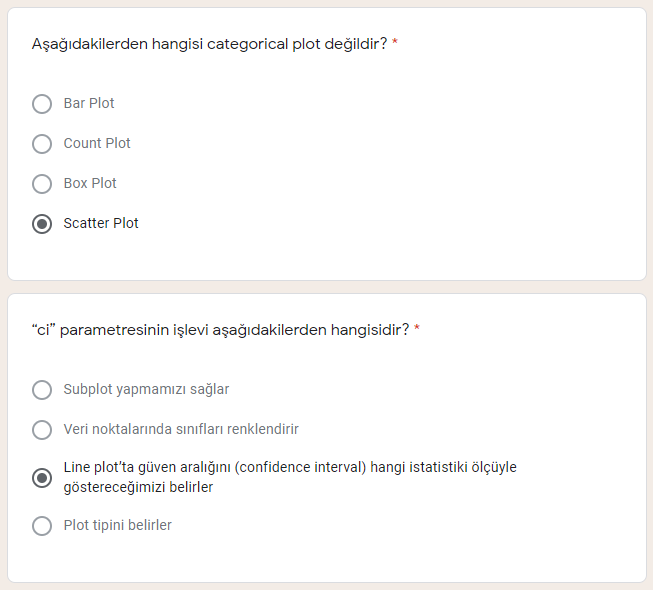 Aşağıdakilerden hangisi categorical plot değildir? *
Bar Plot
Count Plot
Box Plot
Scatter Plot
“ci” parametresinin işlevi aşağıdakilerden hangisidir? *
Subplot yapmamızı sağlar
Veri noktalarında sınıfları renklendirir
Line plot’ta güven aralığını (confidence interval) hangi istatistiki ölçüyle
göstereceğimizi belirler
Plot tipini belirler